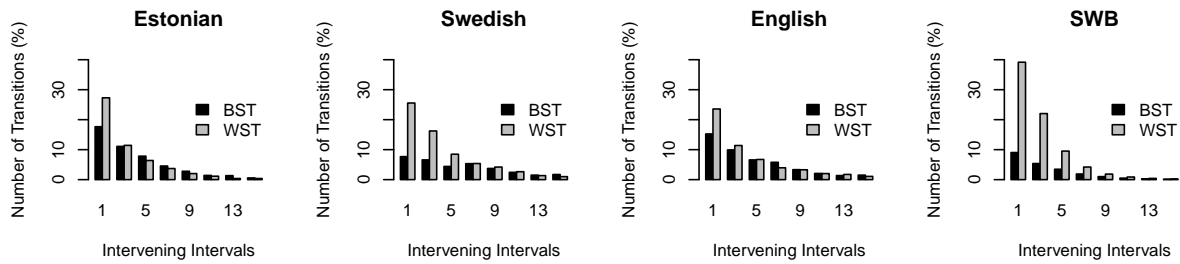 Estonian
Number of Transitions (%)
0 10 30
BST
WST
1 5 9 13
Intervening Intervals
Swedish
Number of Transitions (%)
0 10 30
BST
WST
1 5 9 13
Intervening Intervals
English
Number of Transitions (%)
0 10 30
BST
WST
1 5 9 13
Intervening Intervals
SWB
Number of Transitions (%)
0 10 30
BST
WST
1 5 9 13
Intervening Intervals